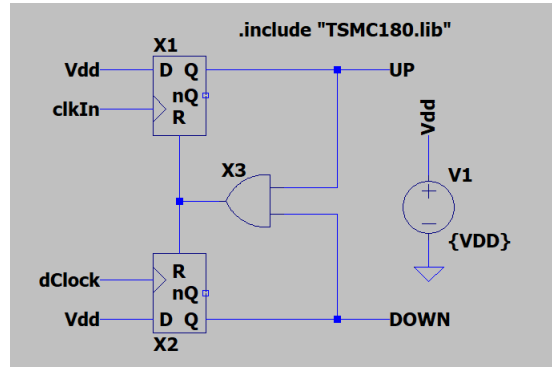 .include "TSMC180.lib"
X1
Vdd D Q UP
nQ
clkIn
R
Vdd
X3
V1
+
−
{VDD}
R
dClock
nQ
Vdd D Q DOWN
X2